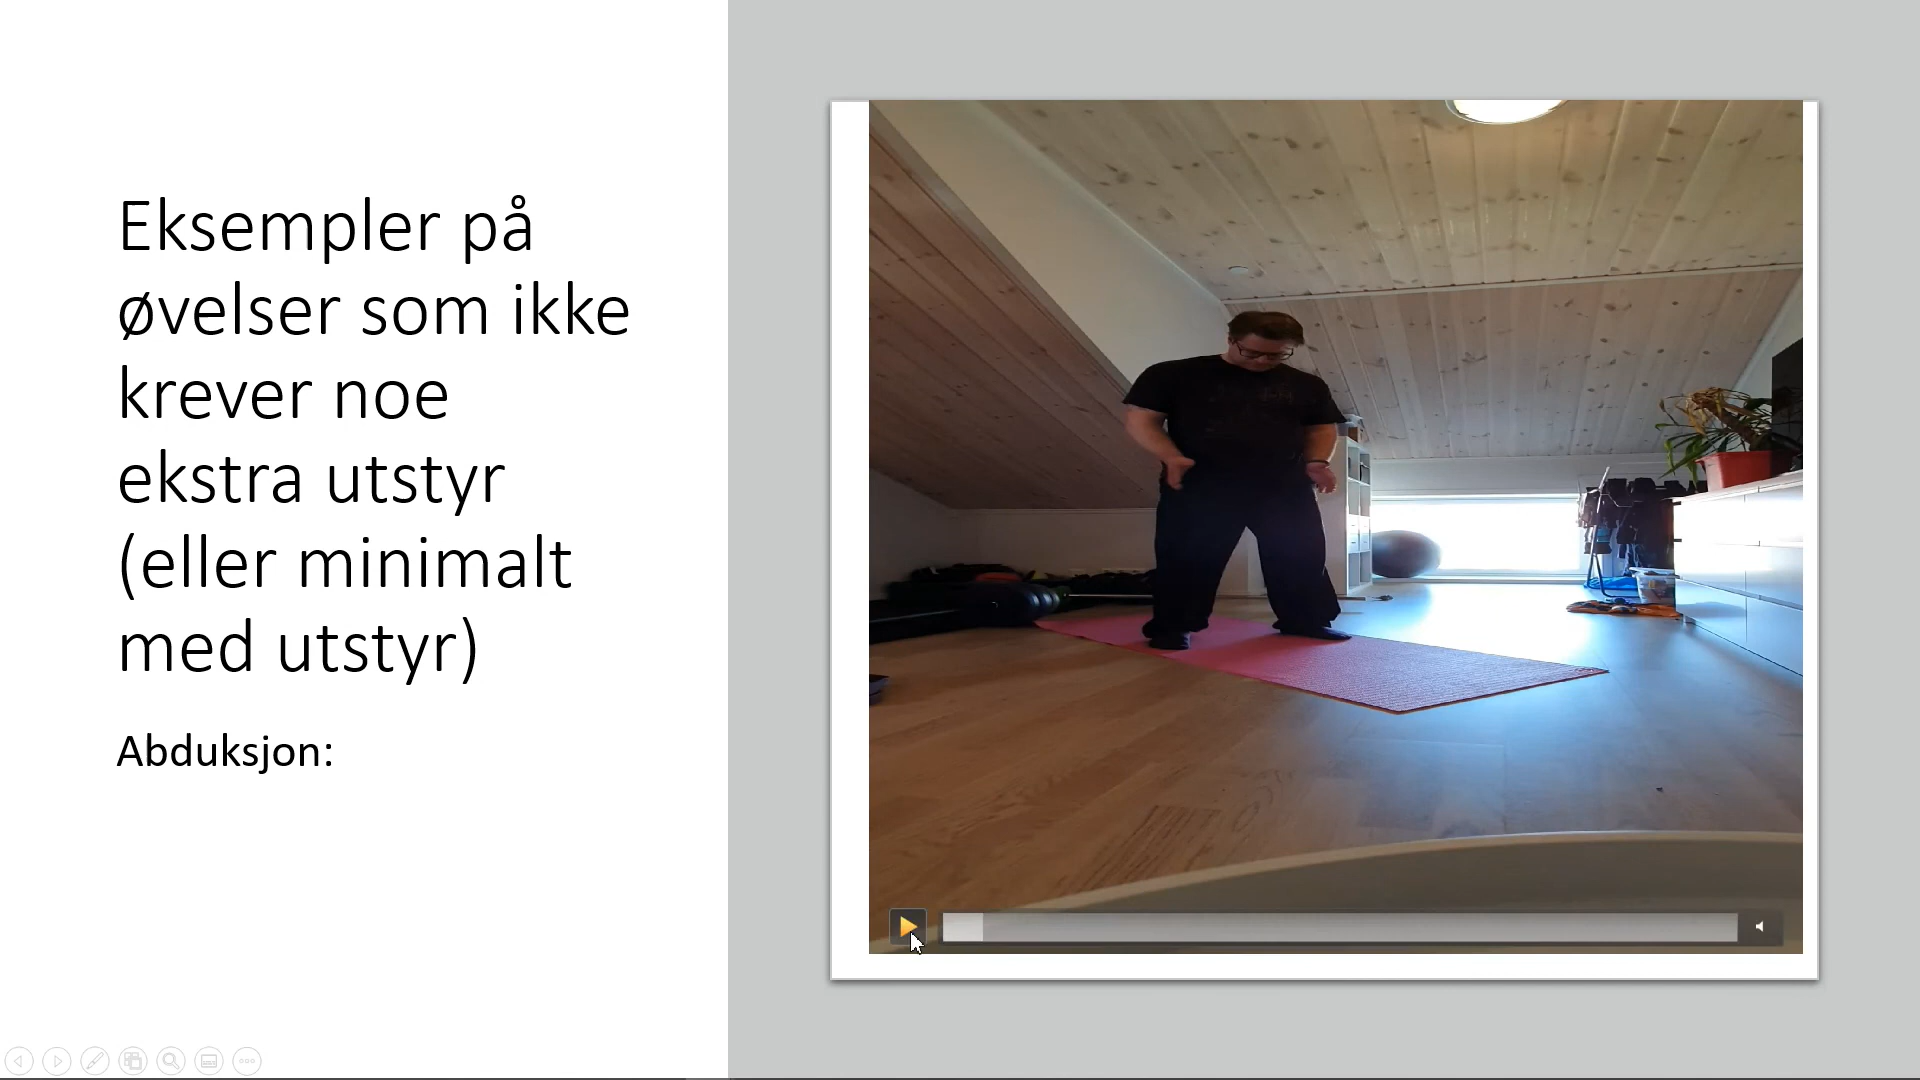 Eksempler på
øvelser som ikke
krever noe
ekstra utstyr
(eller minimalt
med utstyr)
Abduksjon: